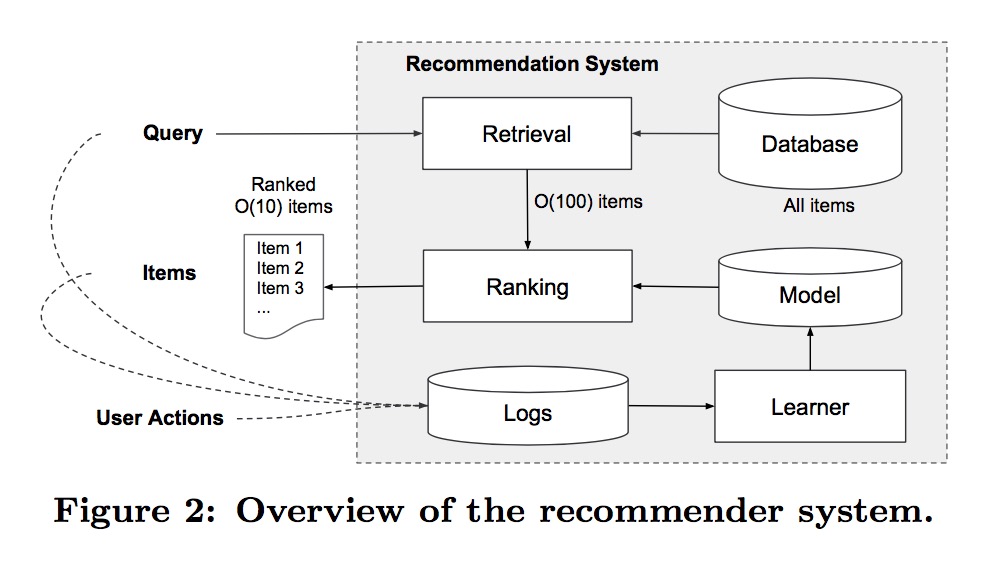 Recommendation System
Query
Retrieval
Database
All items
O(100) items
Ranked
O(10) items
Item 1
Item 2
Item 3
...
Items
Ranking
Model
User Actions
Logs
Learner
Figure 2: Overview of the recommender system.